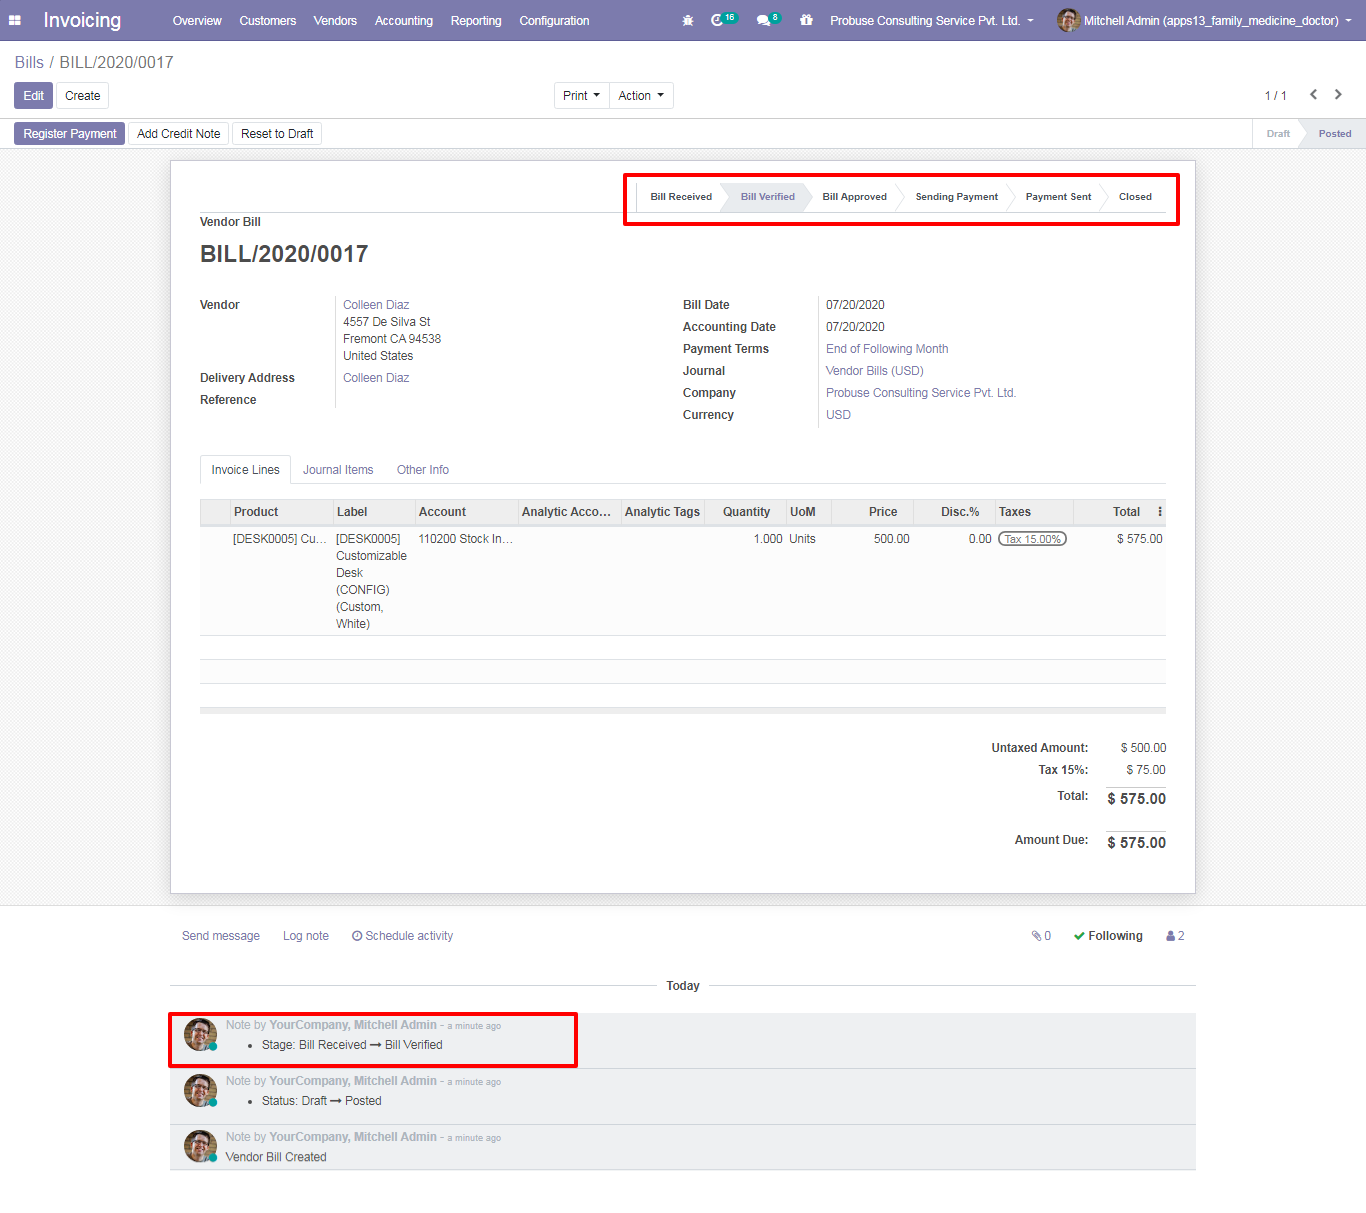 Invoicing Overview Customers Vendors Accounting Reporting Configuration 16 8 Probuse Consulting Service Pvt. Ltd. Mitchell Admin (apps13_family_medicine_doctor)
Bills / BILL/2020/0017
Edit Create Print Action 1 / 1
Register Payment Add Credit Note Reset to Draft Draft Posted
Bill Received Bill Verified Bill Approved Sending Payment Payment Sent Closed
Vendor Bill
BILL/2020/0017
Vendor Colleen Diaz
4557 De Silva St
Fremont CA 94538
United States
Delivery Address Colleen Diaz
Reference
Bill Date 07/20/2020
Accounting Date 07/20/2020
Payment Terms End of Following Month
Journal Vendor Bills (USD)
Company Probuse Consulting Service Pvt. Ltd.
Currency USD
Invoice Lines Journal Items Other Info
Product Label Account Analytic Acco... Analytic Tags Quantity UoM Price Disc.% Taxes Total
[DESK0005] Cu... [DESK0005] 110200 Stock In... 1.000 Units 500.00 0.00 Tax 15.00% $ 575.00
Customizable
Desk
(CONFIG)
(Custom,
White)
Untaxed Amount: $ 500.00
Tax 15%: $ 75.00
Total: $ 575.00
Amount Due: $ 575.00
Send message Log note Schedule activity 0 Following 2
Today
Note by YourCompany, Mitchell Admin - a minute ago
• Stage: Bill Received → Bill Verified
Note by YourCompany, Mitchell Admin - a minute ago
• Status: Draft → Posted
Note by YourCompany, Mitchell Admin - a minute ago
Vendor Bill Created